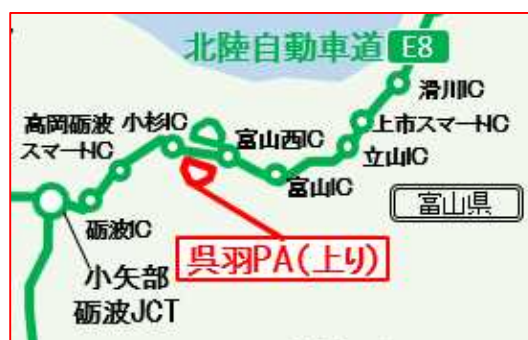 北陸自動車道 E8
滑川IC
高岡砺波
スマートIC
小杉IC
富山西IC
上市スマートIC
立山IC
富山IC
富山県
砺波IC
呉羽PA(上り)
小矢部
砺波JCT